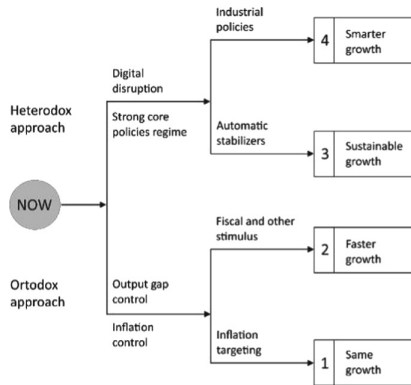 Industrial
policies
4
Smarter
growth
Digital
disruption
Heterodox
approach
Strong core
policies regime
Automatic
stabilizers
3
Sustainable
growth
NOW
Fiscal and other
stimulus
2
Faster
growth
Ortodox
approach
Output gap
control
Inflation
control
Inflation
targeting
1
Same
growth